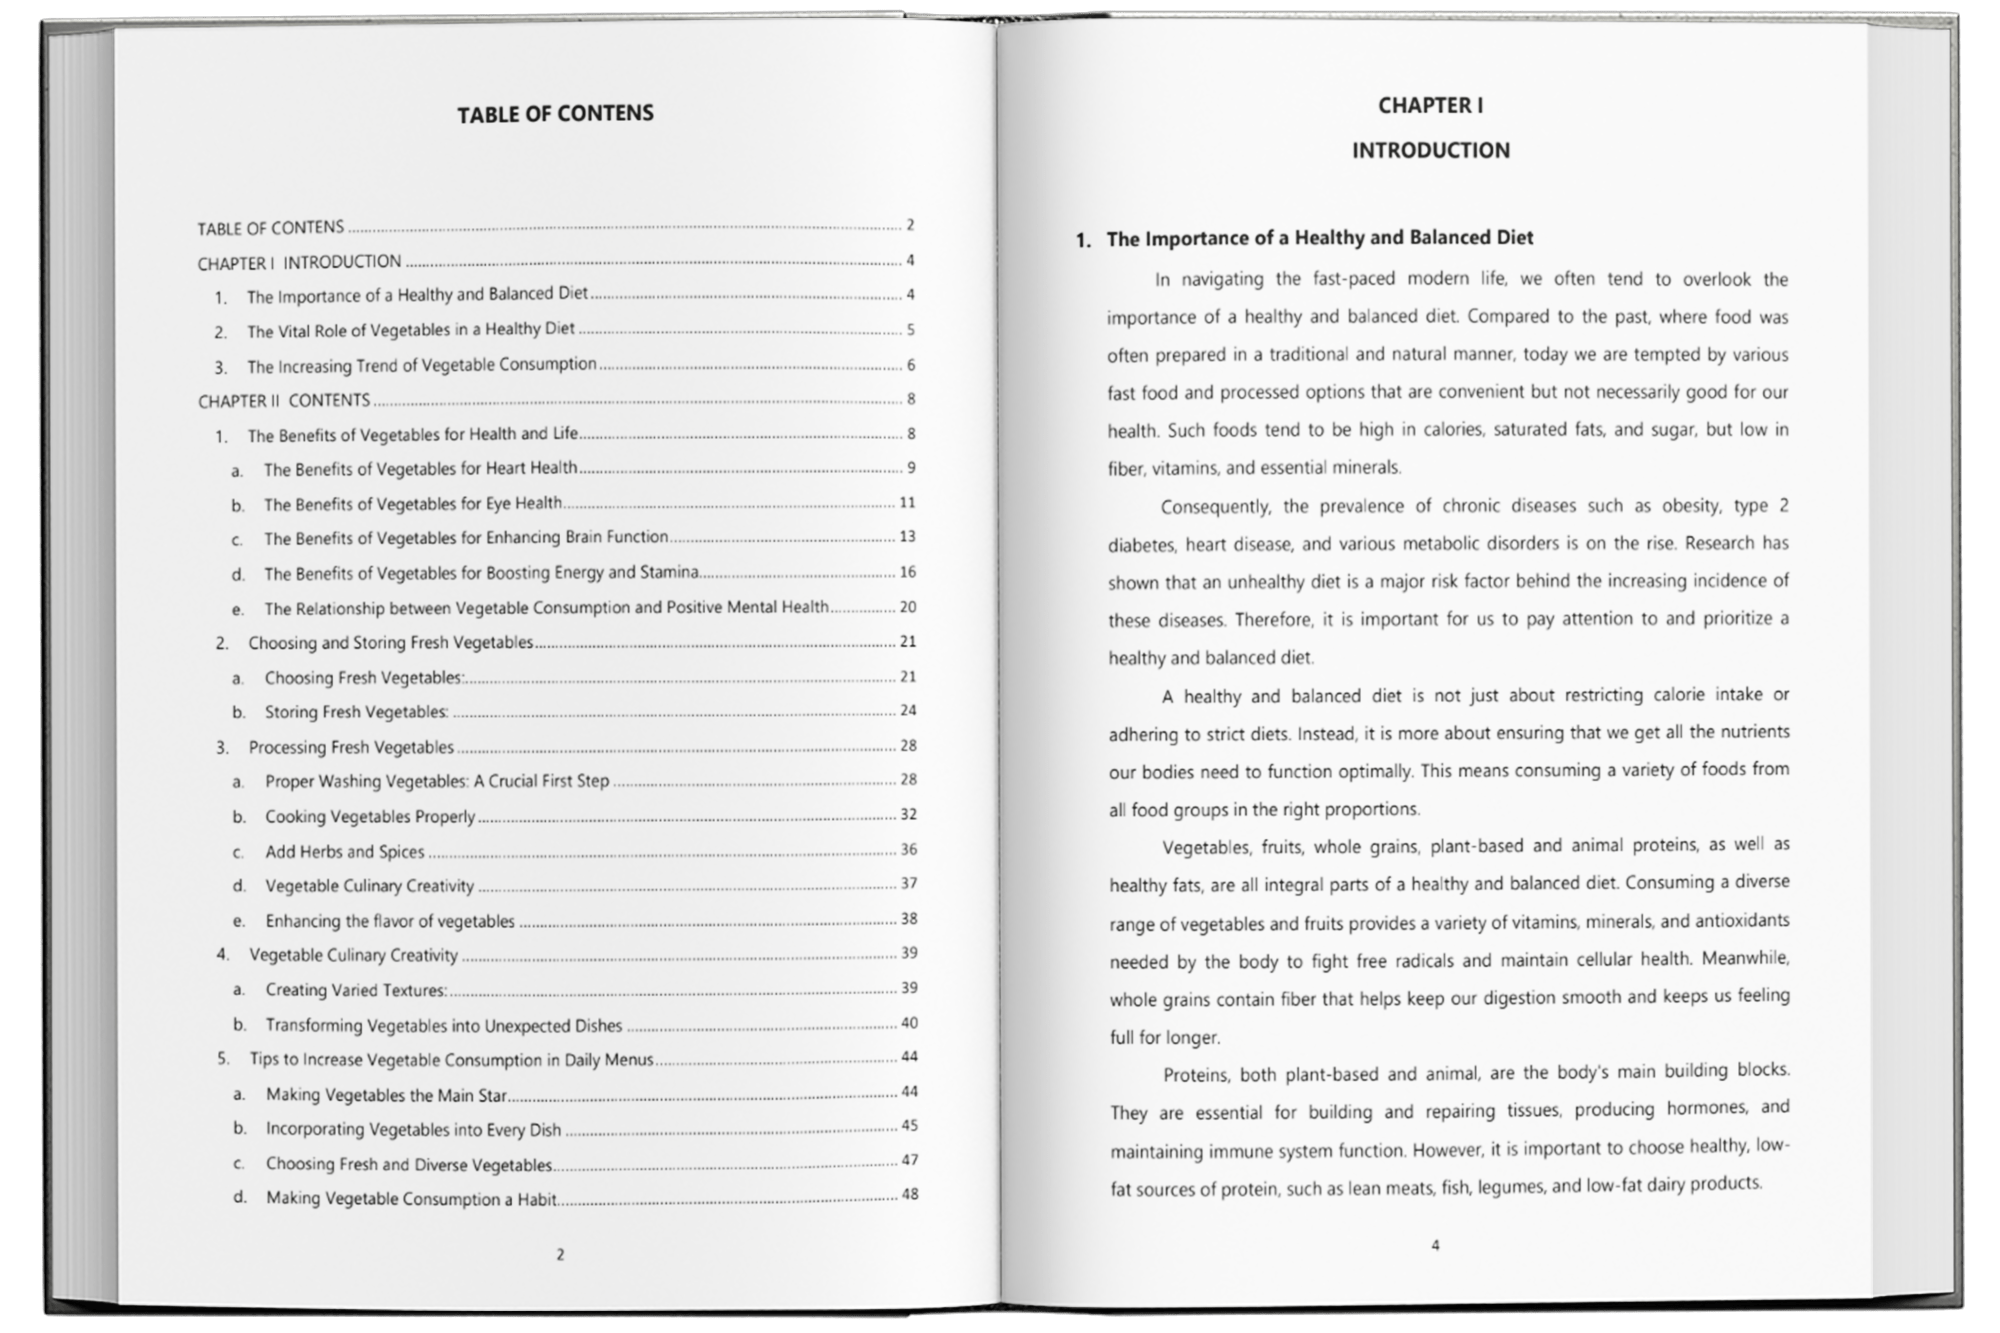 TABLE OF CONTENS
TABLE OF CONTENS ........ 2
CHAPTER I INTRODUCTION ........ 4
1. The Importance of a Healthy and Balanced Diet ........ 4
2. The Vital Role of Vegetables in a Healthy Diet ........ 5
3. The Increasing Trend of Vegetable Consumption ........ 6
CHAPTER II CONTENTS ........ 8
1. The Benefits of Vegetables for Health and Life ........ 8
a. The Benefits of Vegetables for Heart Health ........ 9
b. The Benefits of Vegetables for Eye Health ........ 11
c. The Benefits of Vegetables for Enhancing Brain Function ........ 13
d. The Benefits of Vegetables for Boosting Energy and Stamina ........ 16
e. The Relationship between Vegetable Consumption and Positive Mental Health ........ 20
2. Choosing and Storing Fresh Vegetables ........ 21
a. Choosing Fresh Vegetables: ........ 21
b. Storing Fresh Vegetables: ........ 24
3. Processing Fresh Vegetables ........ 28
a. Proper Washing Vegetables: A Crucial First Step ........ 28
b. Cooking Vegetables Properly ........ 32
c. Add Herbs and Spices ........ 36
d. Vegetable Culinary Creativity ........ 37
e. Enhancing the flavor of vegetables ........ 38
4. Vegetable Culinary Creativity ........ 39
a. Creating Varied Textures: ........ 39
b. Transforming Vegetables into Unexpected Dishes ........ 40
5. Tips to Increase Vegetable Consumption in Daily Menus ........ 44
a. Making Vegetables the Main Star ........ 44
b. Incorporating Vegetables into Every Dish ........ 45
c. Choosing Fresh and Diverse Vegetables ........ 47
d. Making Vegetable Consumption a Habit ........ 48
2
CHAPTER I
INTRODUCTION
1. The Importance of a Healthy and Balanced Diet
In navigating the fast-paced modern life, we often tend to overlook the
importance of a healthy and balanced diet. Compared to the past, where food was
often prepared in a traditional and natural manner, today we are tempted by various
fast food and processed options that are convenient but not necessarily good for our
health. Such foods tend to be high in calories, saturated fats, and sugar, but low in
fiber, vitamins, and essential minerals.
Consequently, the prevalence of chronic diseases such as obesity, type 2
diabetes, heart disease, and various metabolic disorders is on the rise. Research has
shown that an unhealthy diet is a major risk factor behind the increasing incidence of
these diseases. Therefore, it is important for us to pay attention to and prioritize a
healthy and balanced diet.
A healthy and balanced diet is not just about restricting calorie intake or
adhering to strict diets. Instead, it is more about ensuring that we get all the nutrients
our bodies need to function optimally. This means consuming a variety of foods from
all food groups in the right proportions.
Vegetables, fruits, whole grains, plant-based and animal proteins, as well as
healthy fats, are all integral parts of a healthy and balanced diet. Consuming a diverse
range of vegetables and fruits provides a variety of vitamins, minerals, and antioxidants
needed by the body to fight free radicals and maintain cellular health. Meanwhile,
whole grains contain fiber that helps keep our digestion smooth and keeps us feeling
full for longer.
Proteins, both plant-based and animal, are the body's main building blocks.
They are essential for building and repairing tissues, producing hormones, and
maintaining immune system function. However, it is important to choose healthy, low-
fat sources of protein, such as lean meats, fish, legumes, and low-fat dairy products.
4